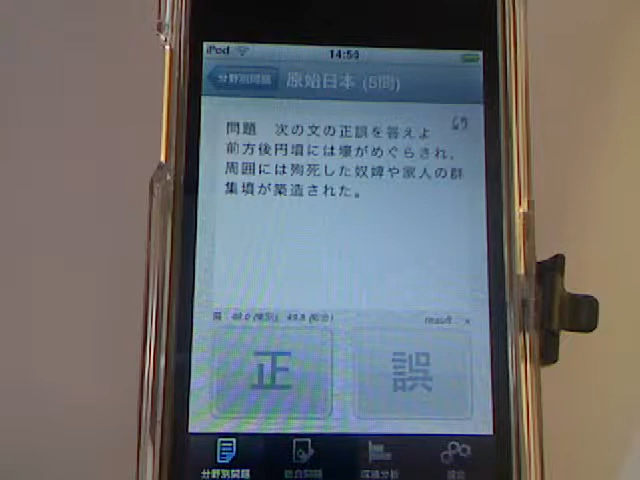 iPod 14:50
分野別問題 原始日本 (5問)
問題 次の文の正誤を答えよ
前方後円墳には壕がめぐらされ、
周囲には殉死した奴婢や家人の群
集墳が築造された。
result
正 誤
分野別問題 総合問題 成績分析 設定